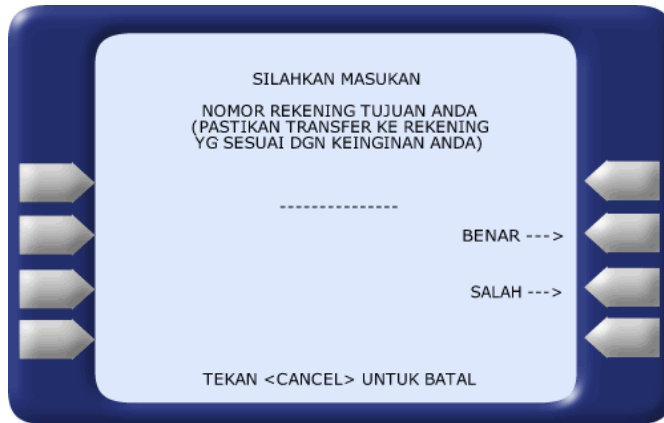 SILAHKAN MASUKAN
NOMOR REKENING TUJUAN ANDA
(PASTIKAN TRANSFER KE REKENING
YG SESUAI DGN KEINGINAN ANDA)
---------------
BENAR --->
SALAH --->
TEKAN <CANCEL> UNTUK BATAL